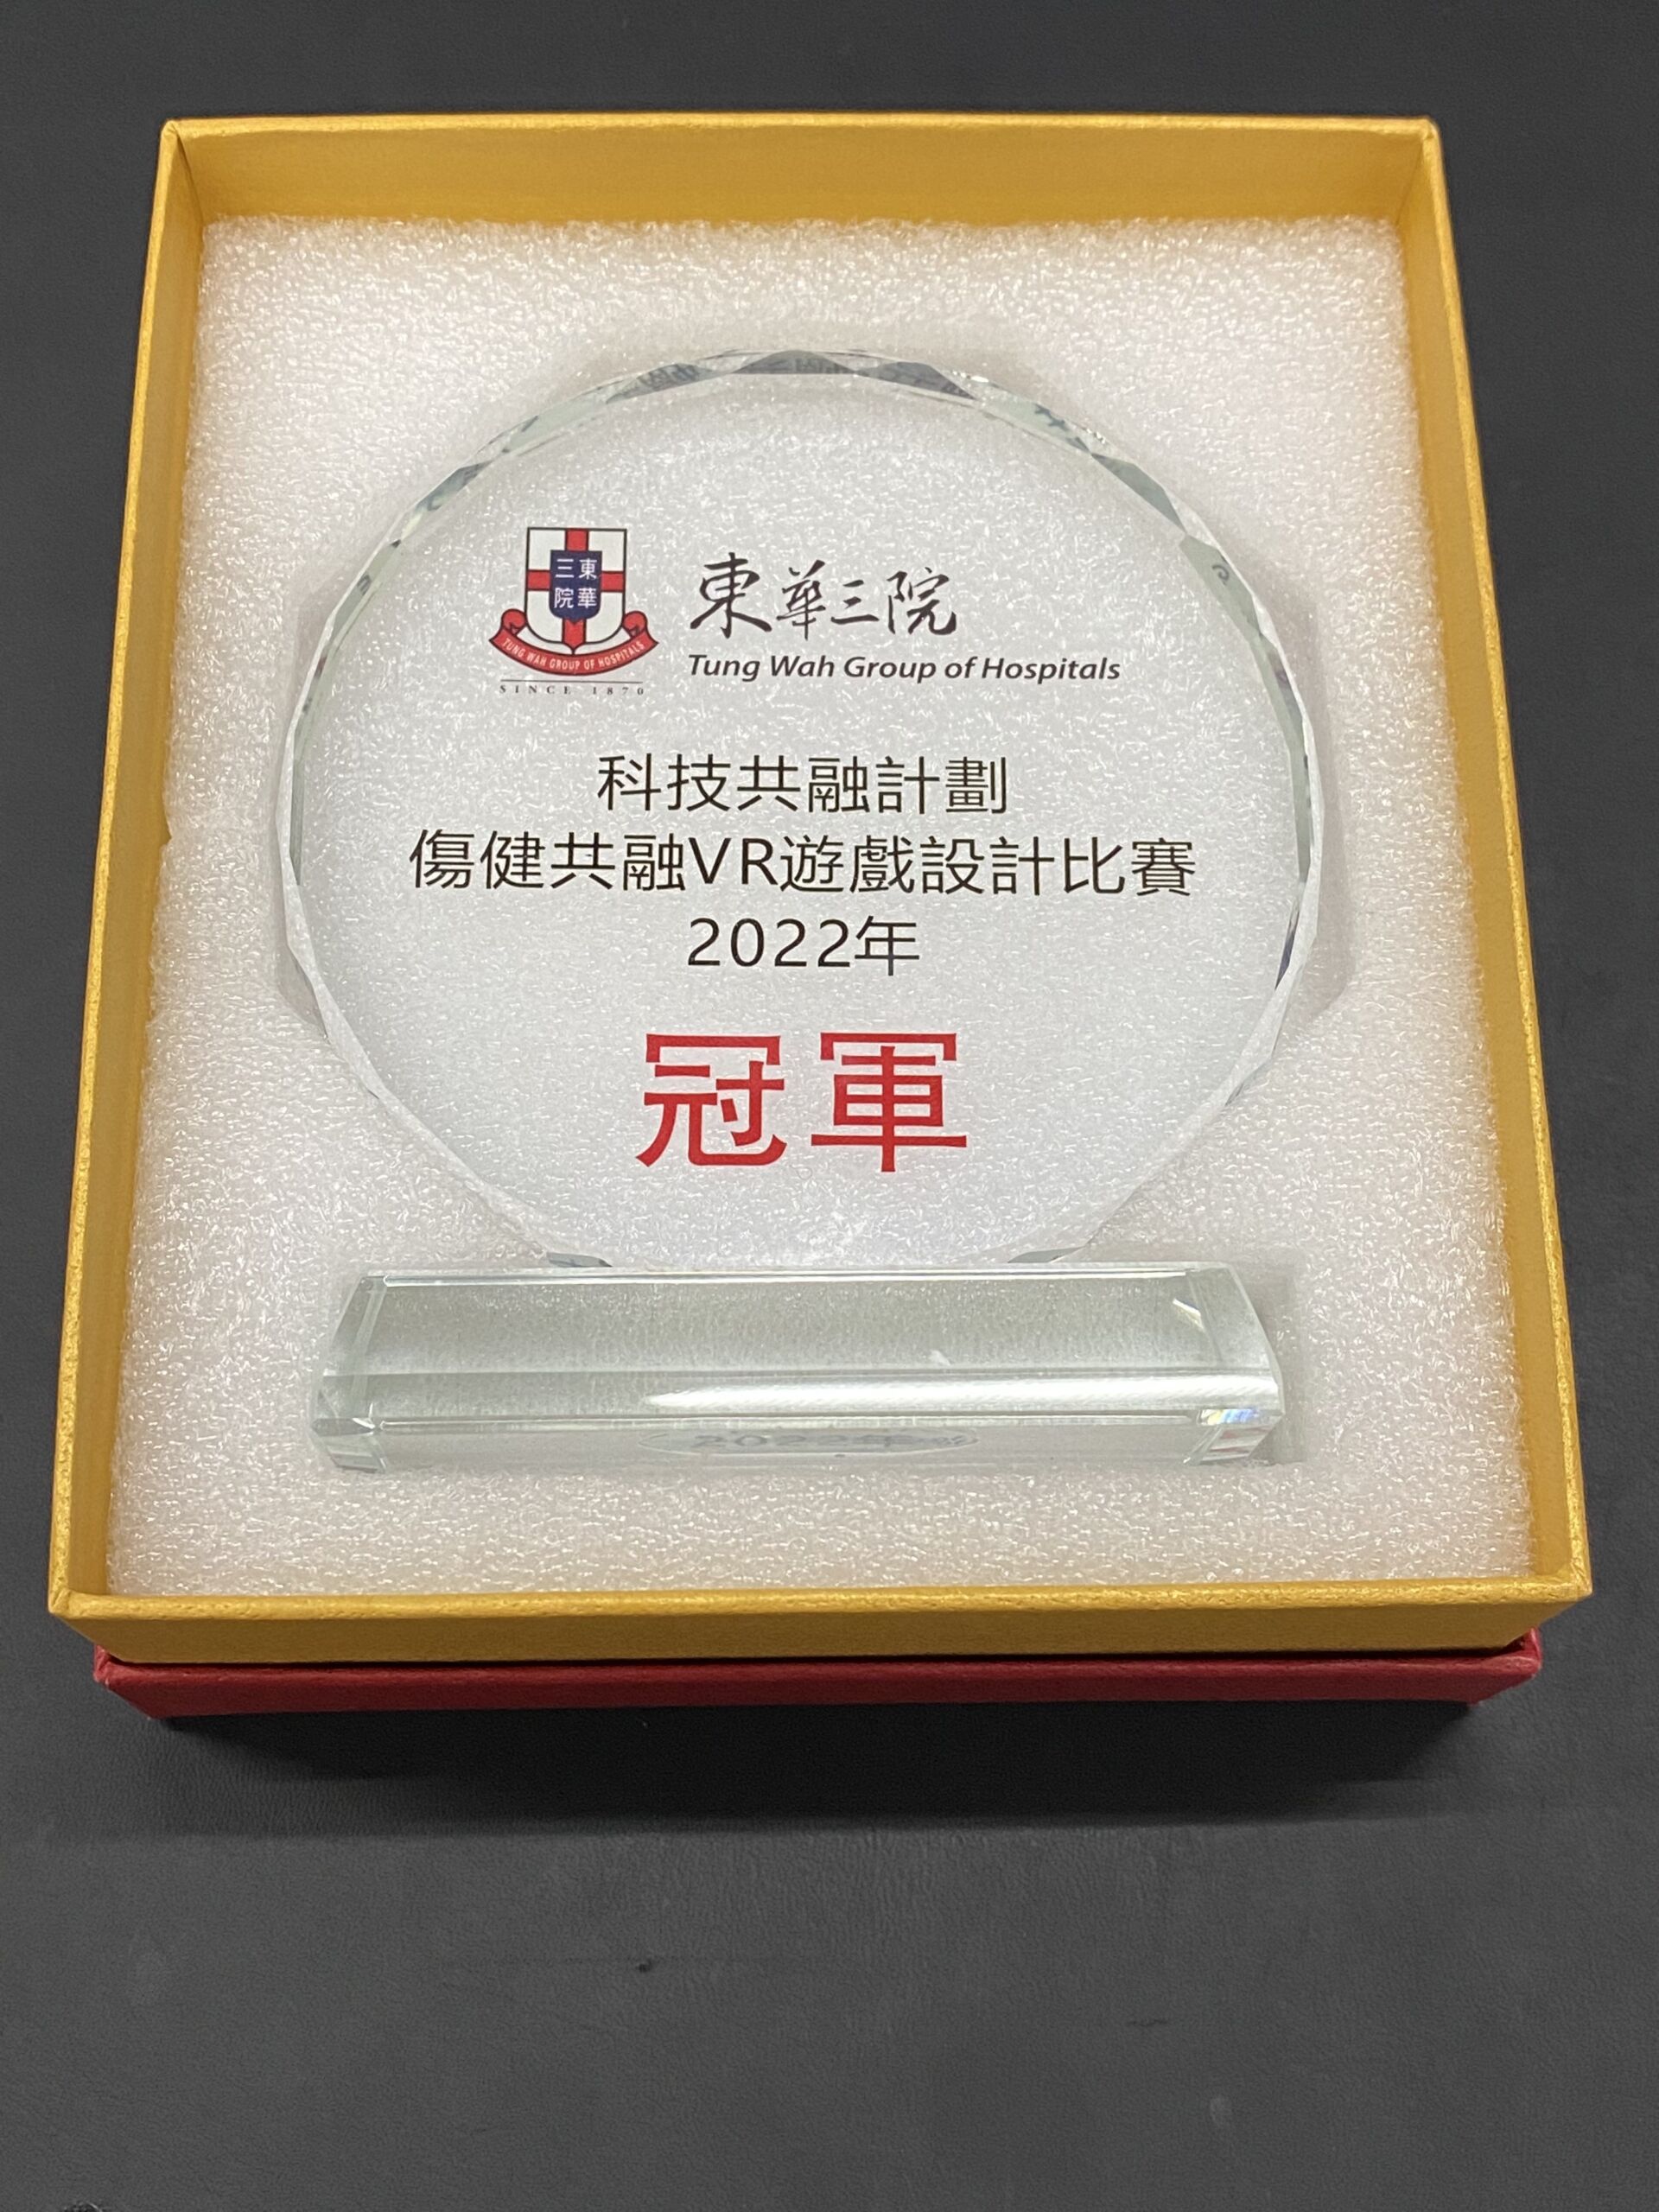 三東
院華
TUNG WAH GROUP OF HOSPITALS
SINCE 1870
東華三院
Tung Wah Group of Hospitals
科技共融計劃
傷健共融VR遊戲設計比賽
2022年
冠軍